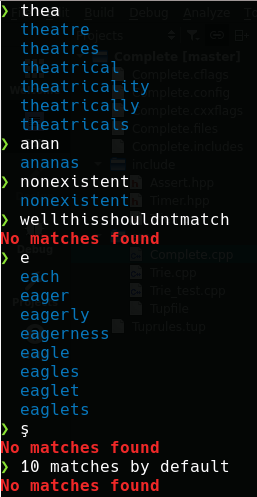 ❯ thea
theatre
theatres
theatrical
theatricality
theatrically
theatricals
❯ anan
ananas
❯ nonexistent
nonexistent
❯ wellthisshouldntmatch
No matches found
❯ e
each
eager
eagerly
eagerness
eagle
eagles
eaglet
eaglets
❯ ş
No matches found
❯ 10 matches by default
No matches found
Build Debug Analyze
Complete [master]
Complete.cflags
Complete.config
Complete.cxxflags
Complete.files
Complete.includes
include
Assert.hpp
Timer.hpp
Complete.cpp
Trie.cpp
Trie_test.cpp
Tupfile
Tuprules.tup